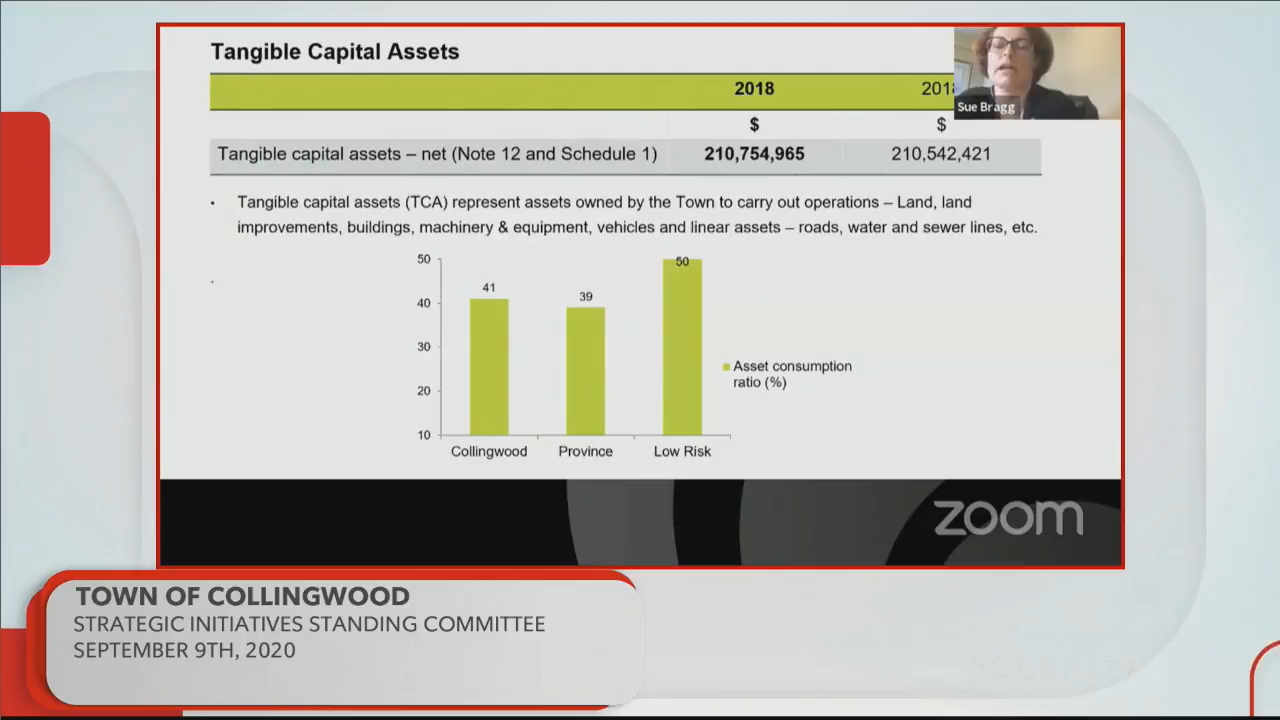 Tangible Capital Assets
2018 201
$ $
Tangible capital assets – net (Note 12 and Schedule 1) 210,754,965 210,542,421
• Tangible capital assets (TCA) represent assets owned by the Town to carry out operations – Land, land
improvements, buildings, machinery & equipment, vehicles and linear assets – roads, water and sewer lines, etc.
Sue Bragg
50
40
30
20
10
41
39
50
Collingwood Province Low Risk
Asset consumption
ratio (%)
zoom
TOWN OF COLLINGWOOD
STRATEGIC INITIATIVES STANDING COMMITTEE
SEPTEMBER 9TH, 2020